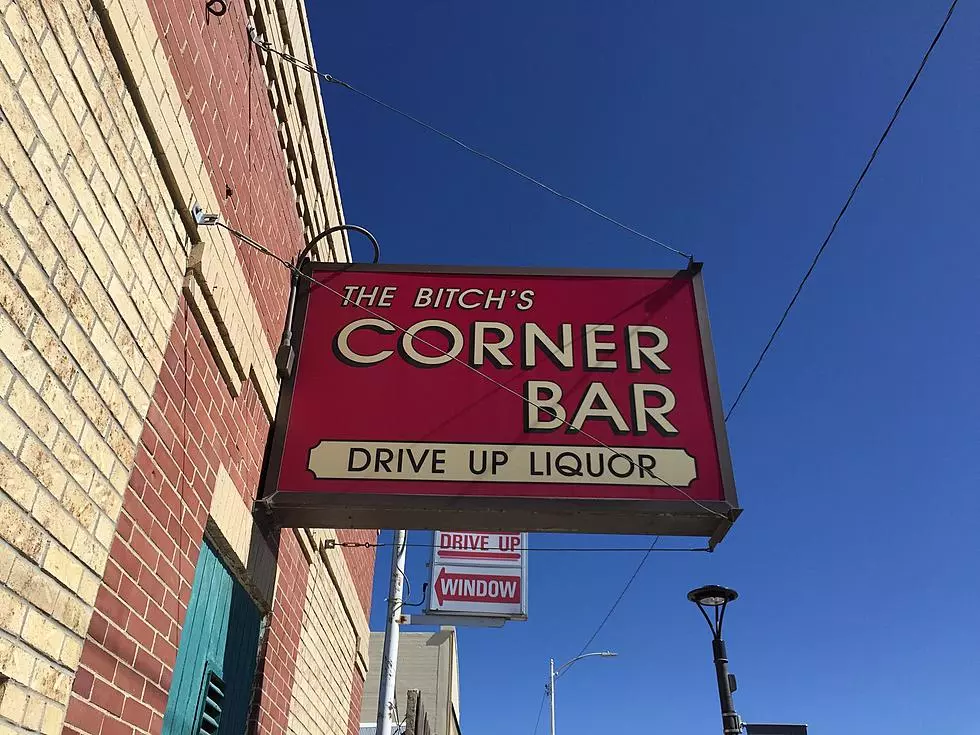 THE BITCH'S
CORNER
BAR
DRIVE UP LIQUOR
DRIVE UP
WINDOW